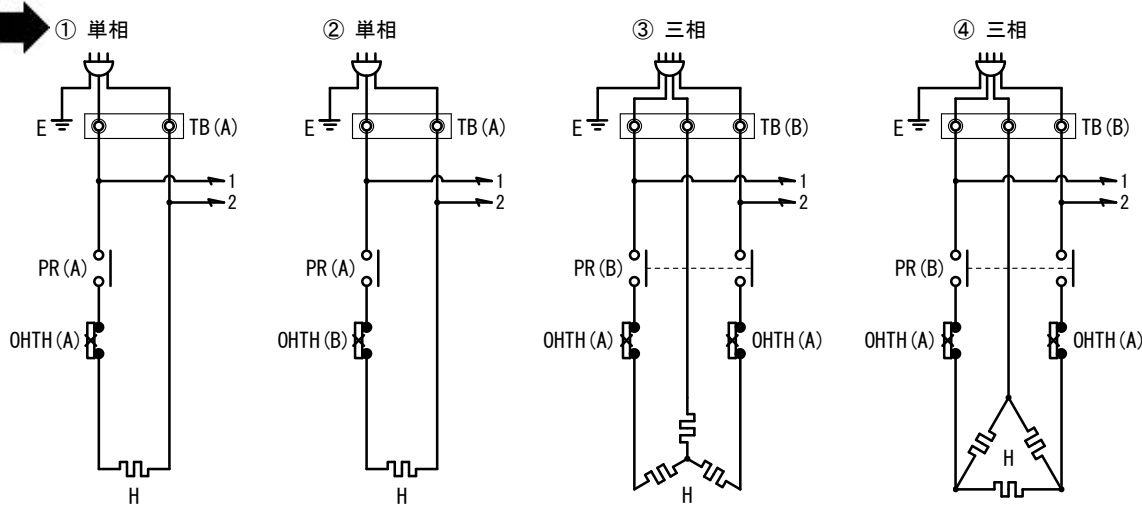 ① 単相
E
TB(A)
1
2
PR(A)
OHTH(A)
H
② 単相
E
TB(A)
1
2
PR(A)
OHTH(B)
H
③ 三相
E
TB(B)
1
2
PR(B)
OHTH(A)
OHTH(A)
H
④ 三相
E
TB(B)
1
2
PR(B)
OHTH(A)
OHTH(A)
H